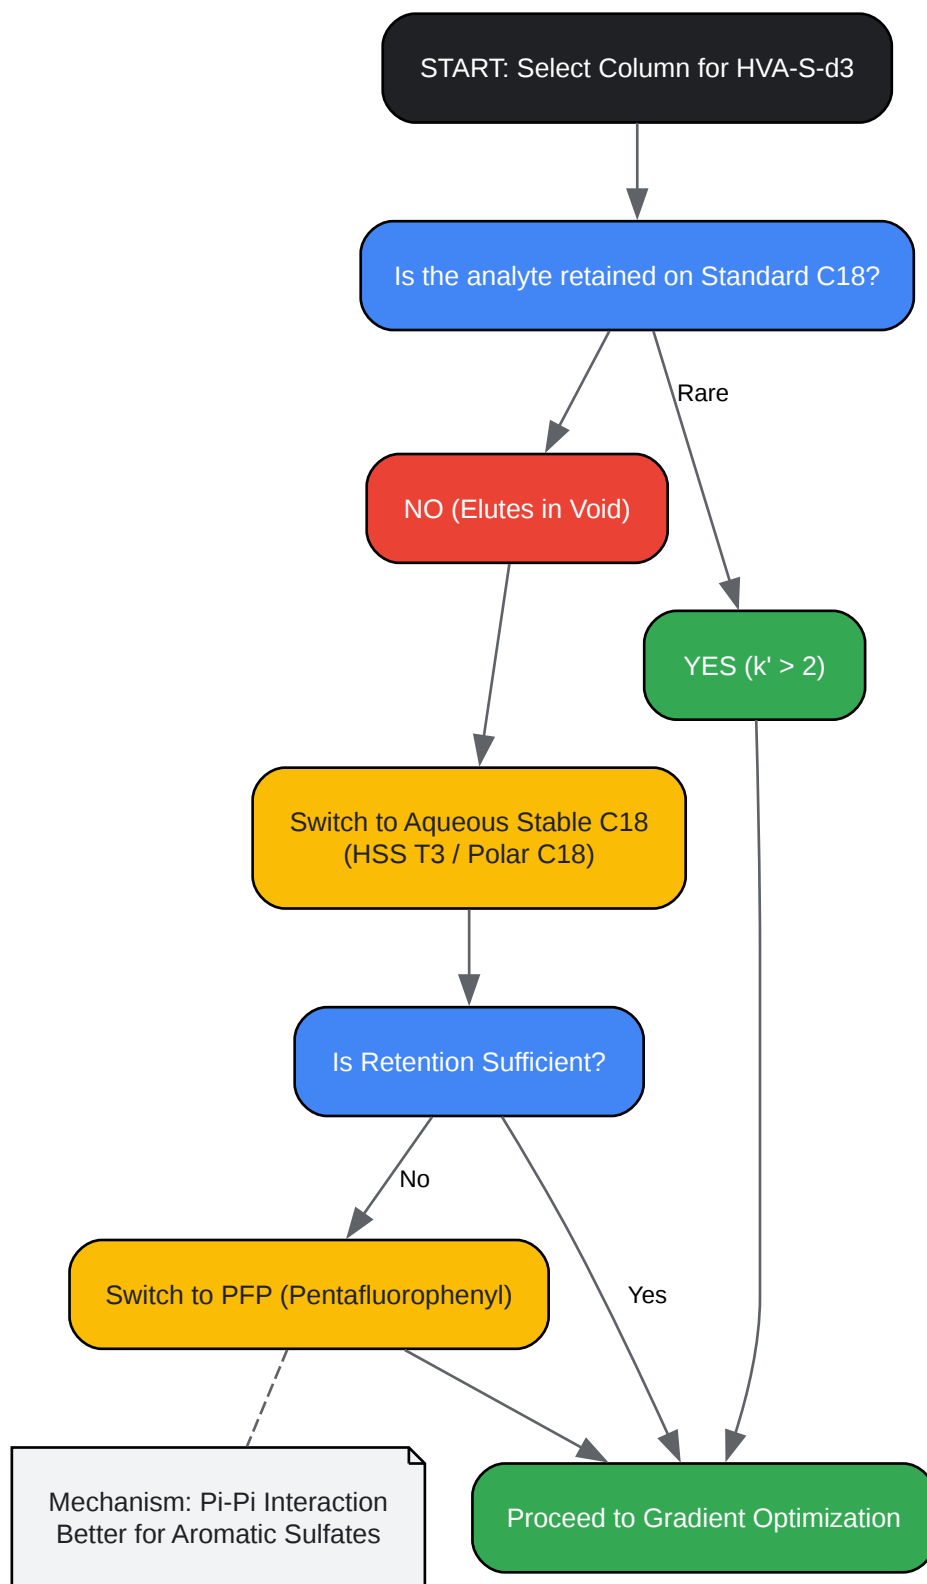 START: Select Column for HVA-S-d3
Is the analyte retained on Standard C18?
Rare
NO (Elutes in Void)
YES (k' > 2)
Switch to Aqueous Stable C18
(HSS T3 / Polar C18)
Is Retention Sufficient?
No
Switch to PFP (Pentafluorophenyl)
Yes
Mechanism: Pi-Pi Interaction
Better for Aromatic Sulfates
Proceed to Gradient Optimization